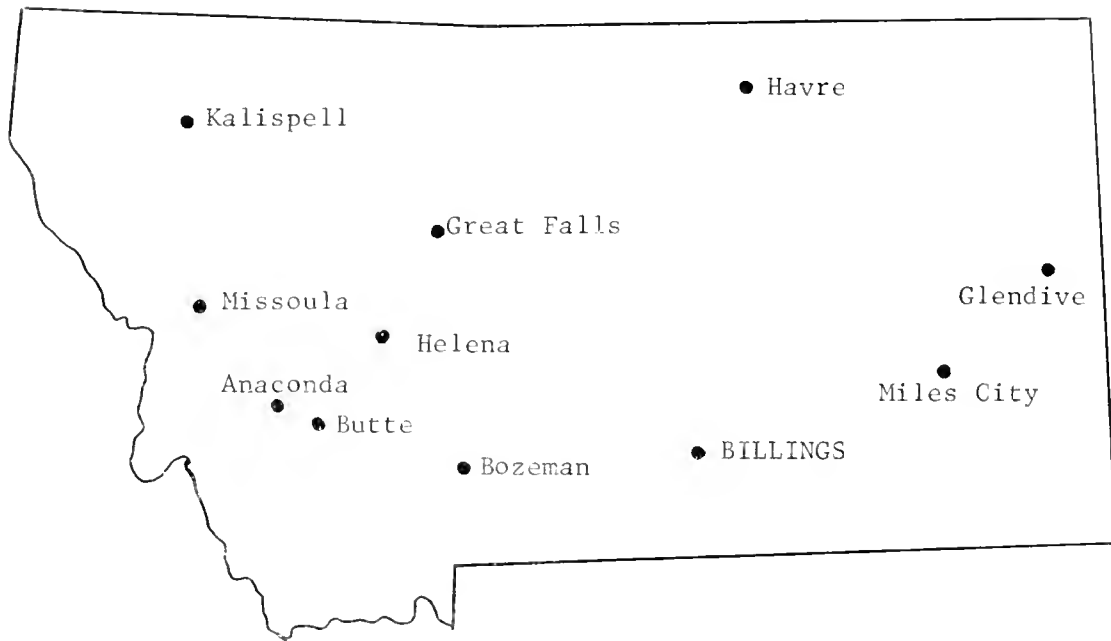 Havre
Kalispell
Great Falls
Glendive
Missoula
Helena
Anaconda
Miles City
Butte
BILLINGS
Bozeman